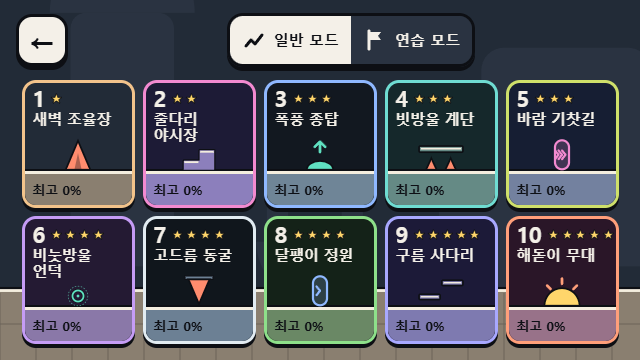 ←
일반 모드
연습 모드
1 ★
새벽 조율장
최고 0%
2 ★★
줄다리
야시장
최고 0%
3 ★★★
폭풍 종탑
최고 0%
4 ★★★
빗방울 계단
최고 0%
5 ★★★
바람 기찻길
최고 0%
6 ★★★★
비눗방울
언덕
최고 0%
7 ★★★★
고드름 동굴
최고 0%
8 ★★★★
달팽이 정원
최고 0%
9 ★★★★★
구름 사다리
최고 0%
10 ★★★★★
해돋이 무대
최고 0%